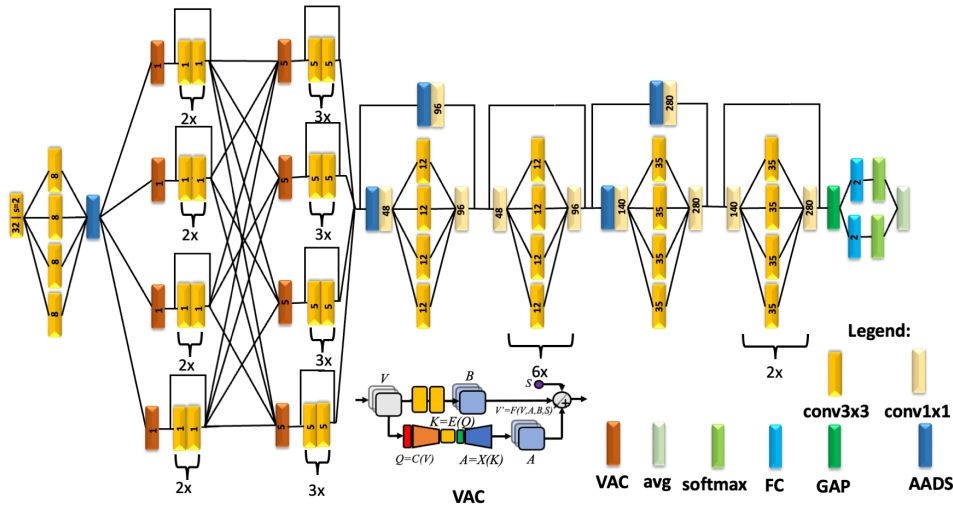 32 | s=2
8
8
8
8
1
1 1
2x
1
1 1
2x
1
1 1
2x
1
1 1
2x
5
5 5
3x
5
5 5
3x
5
5 5
3x
5
5 5
3x
96
48
12
12
12
12
96
48
12
12
12
12
96
6x
280
140
35
35
35
35
280
140
35
35
35
35
280
2x
2
2
V
B
S
K=E(Q)
V'=F(V,A,B,S)
+
Q=C(V)
A=X(K)
A
VAC
Legend:
conv3x3
conv1x1
VAC
avg
softmax
FC
GAP
AADS